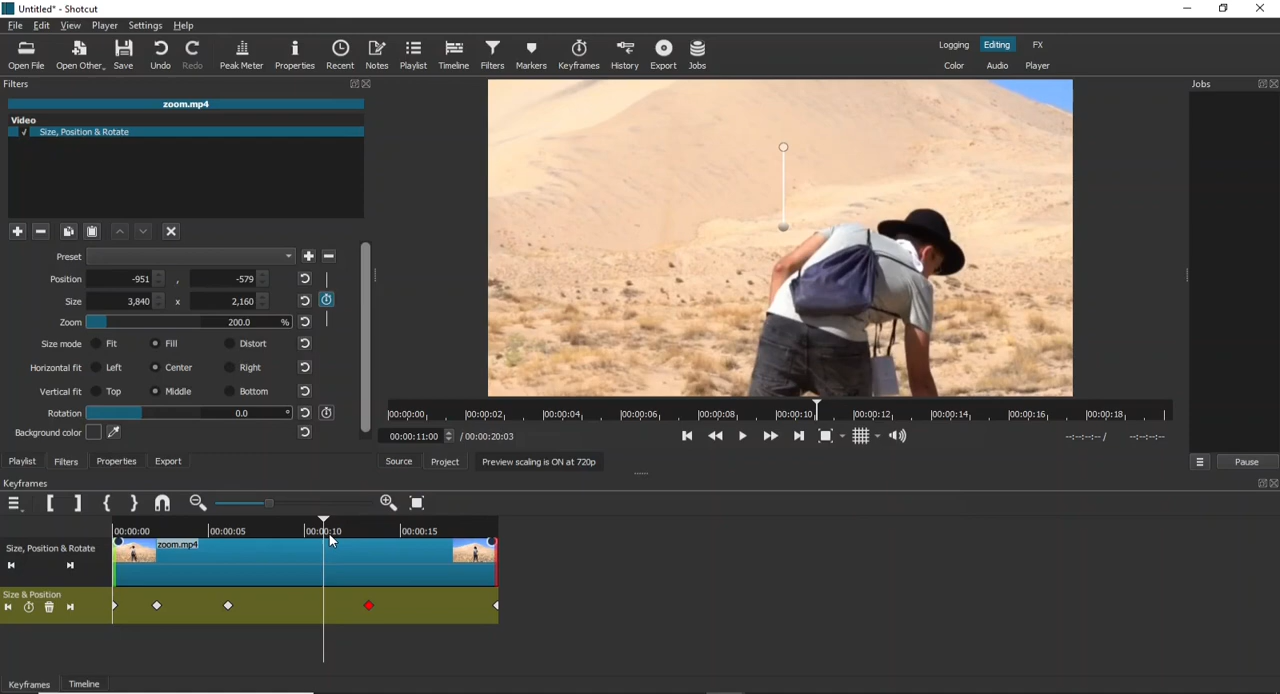 Untitled* - Shotcut
File Edit View Player Settings Help
Open File Open Other.. Save Undo Redo Peak Meter Properties Recent Notes Playlist Timeline Filters Markers Keyframes History Export Jobs
Logging Editing FX
Color Audio Player
Filters
Jobs
zoom.mp4
Video
✓ Size, Position & Rotate
Preset
Position -951 , -579
Size 3,840 x 2,160
Zoom 200.0 %
Size mode Fit Fill Distort
Horizontal fit Left Center Right
Vertical fit Top Middle Bottom
Rotation 0.0 °
Background color
00:00:00 00:00:02 00:00:04 00:00:06 00:00:08 00:00:10 00:00:12 00:00:14 00:00:16 00:00:18
00:00:11:00 / 00:00:20:03
--:--:--:-- / --:--:--:--
Playlist Filters Properties Export
Source Project Preview scaling is ON at 720p
Pause
Keyframes
00:00:00 00:00:05 00:00:10 00:00:15
Size, Position & Rotate
zoom.mp4
Size & Position
Keyframes Timeline